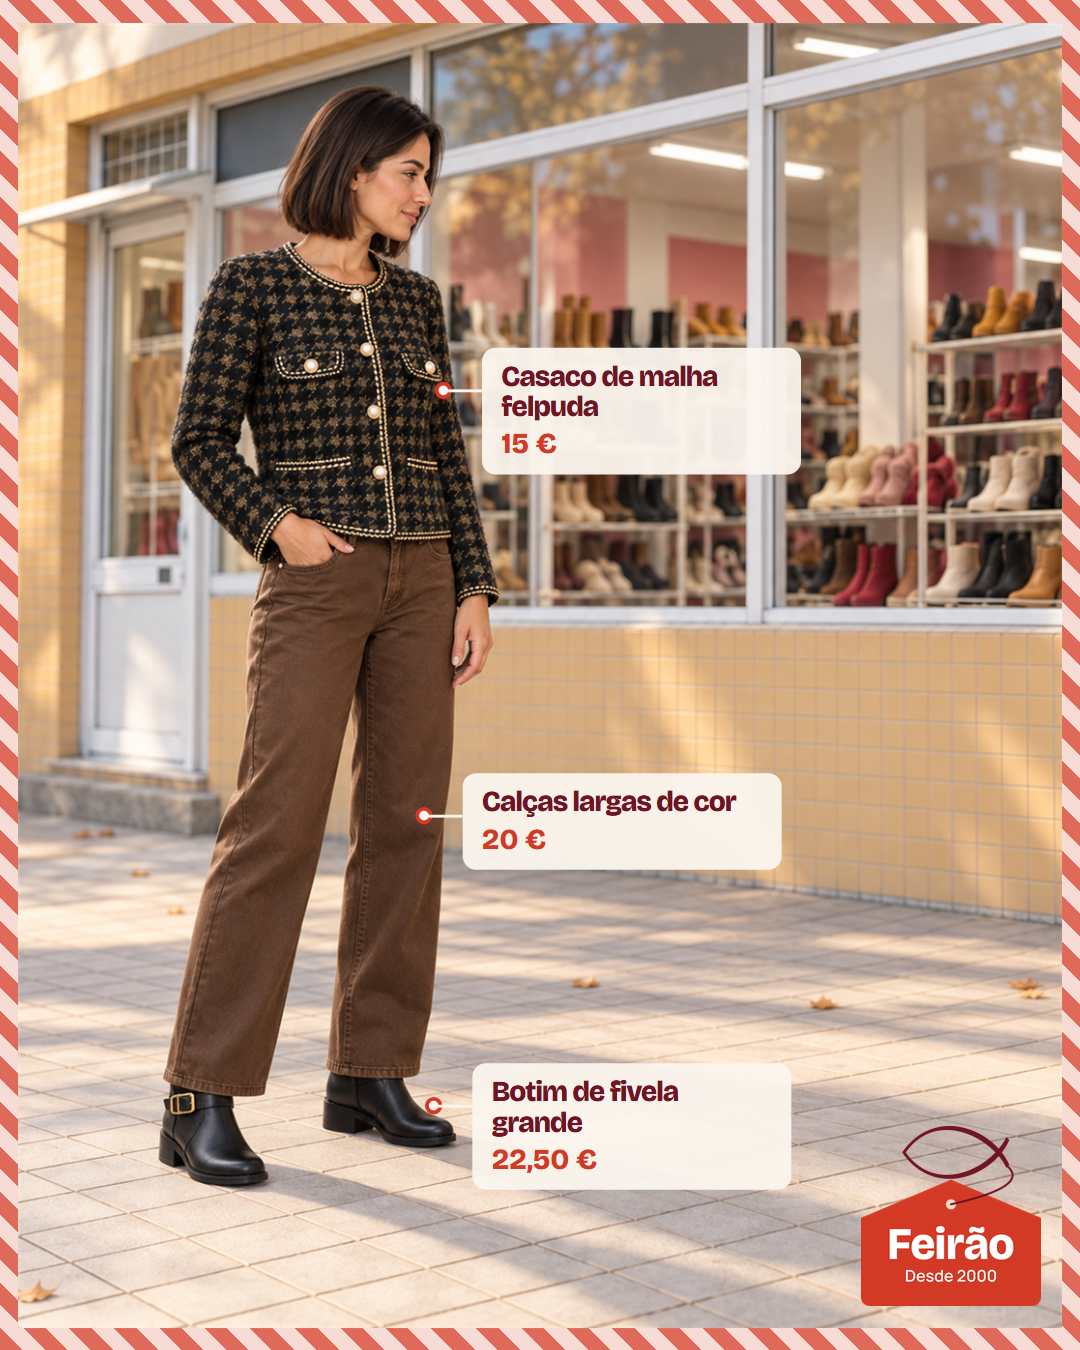 Casaco de malha
felpuda
15 €
Calças largas de cor
20 €
Botim de fivela
grande
22,50 €
Feirão
Desde 2000